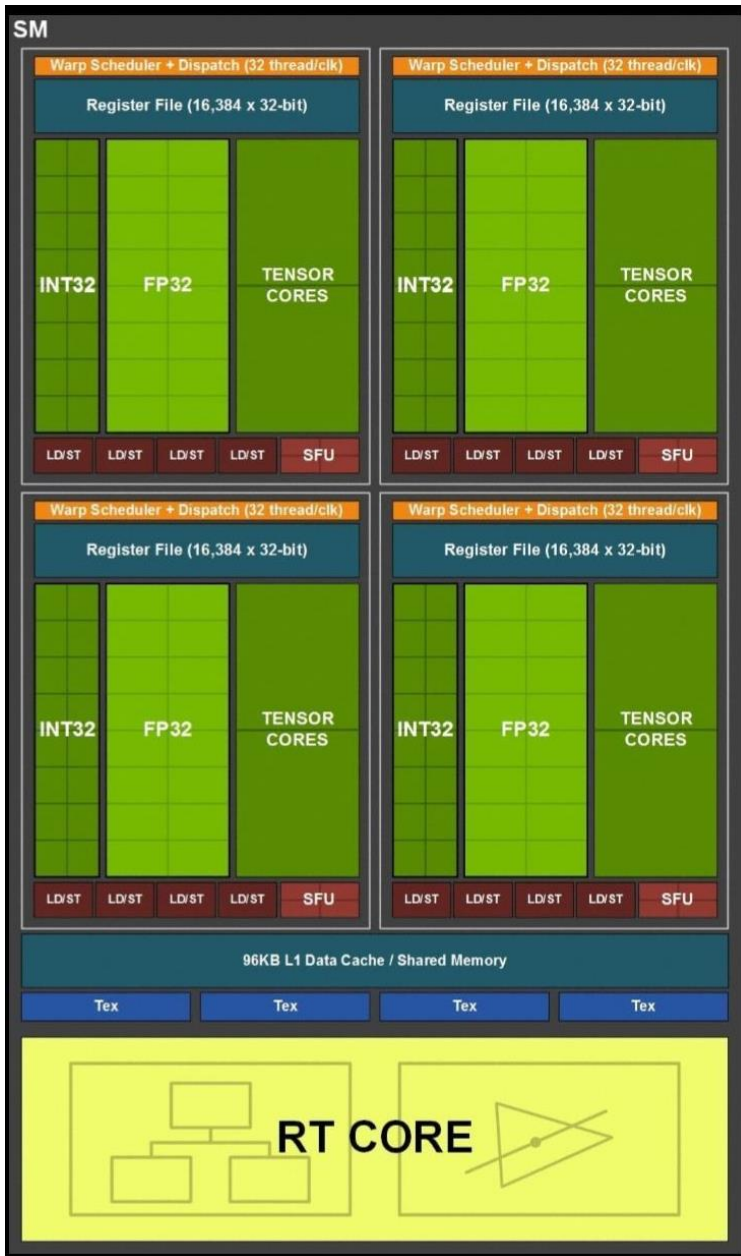 SM
Warp Scheduler + Dispatch (32 thread/clk)
Register File (16,384 x 32-bit)
INT32
FP32
TENSOR
CORES
LD/ST LD/ST LD/ST LD/ST SFU
Warp Scheduler + Dispatch (32 thread/clk)
Register File (16,384 x 32-bit)
INT32
FP32
TENSOR
CORES
LD/ST LD/ST LD/ST LD/ST SFU
Warp Scheduler + Dispatch (32 thread/clk)
Register File (16,384 x 32-bit)
INT32
FP32
TENSOR
CORES
LD/ST LD/ST LD/ST LD/ST SFU
Warp Scheduler + Dispatch (32 thread/clk)
Register File (16,384 x 32-bit)
INT32
FP32
TENSOR
CORES
LD/ST LD/ST LD/ST LD/ST SFU
96KB L1 Data Cache / Shared Memory
Tex Tex Tex Tex
RT CORE